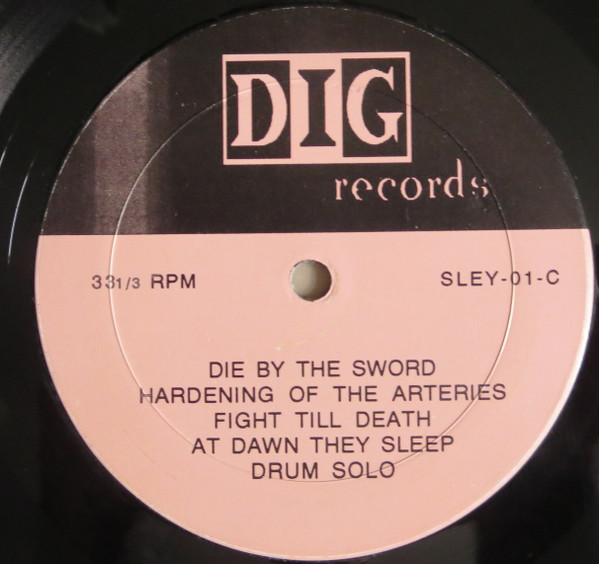 DIG
records
33 1/3 RPM SLEY-01-C
DIE BY THE SWORD
HARDENING OF THE ARTERIES
FIGHT TILL DEATH
AT DAWN THEY SLEEP
DRUM SOLO